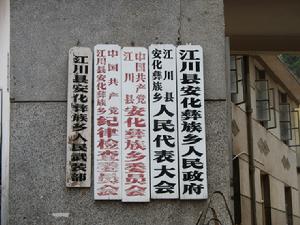 江川县安化彝族乡人民政府
江川县
安化彝族乡
人民代表大会
中国共产党
江川县
安化彝族乡委员会
中国共产党
江川县安化彝族乡
纪律检查委员会
江川县安化彝族乡人民武装部